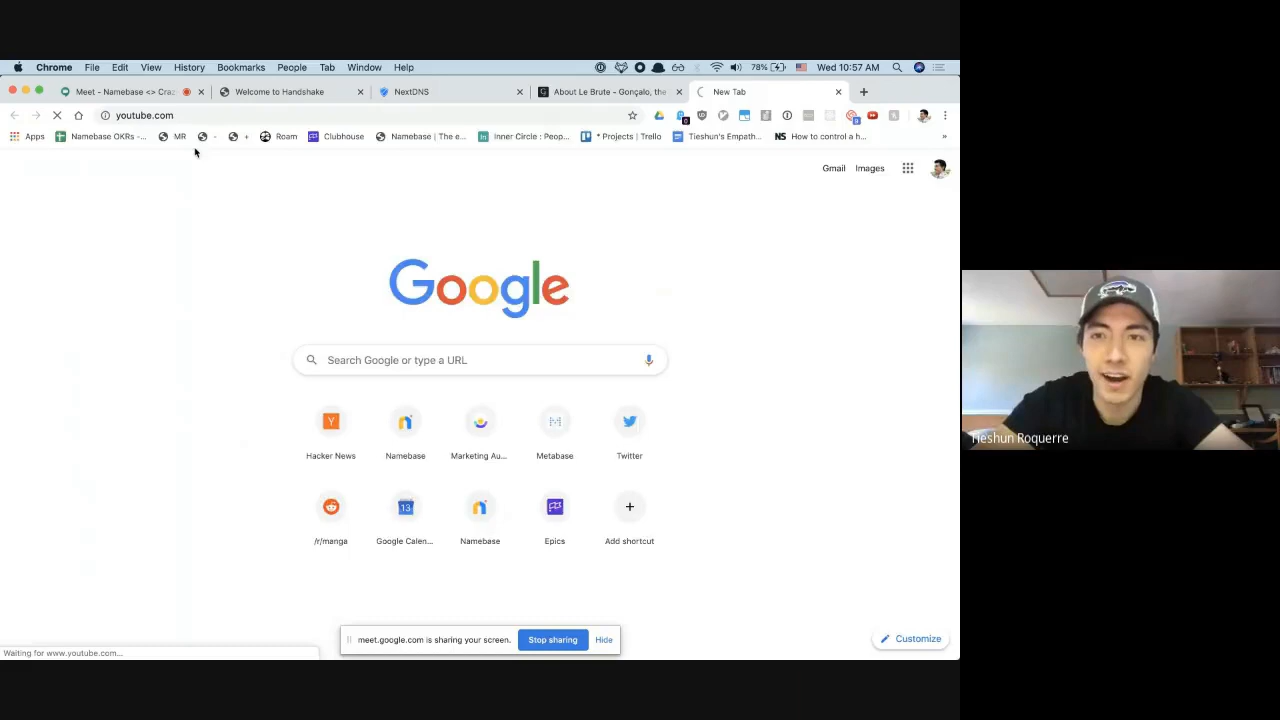 Chrome File Edit View History Bookmarks People Tab Window Help 78% Wed 10:57 AM
Meet - Namebase <> Craz Welcome to Handshake NextDNS About Le Brute - Gonçalo, the New Tab
youtube.com
Apps Namebase OKRs -... MR - + Roam Clubhouse Namebase | The e... Inner Circle : Peop... * Projects | Trello Tieshun's Empath... NS How to control a h... »
Gmail Images
Google
Search Google or type a URL
Hacker News Namebase Marketing Au... Metabase Twitter
13
/r/manga Google Calen... Namebase Epics Add shortcut
Tieshun Roquerre
meet.google.com is sharing your screen. Stop sharing Hide
Customize
Waiting for www.youtube.com...